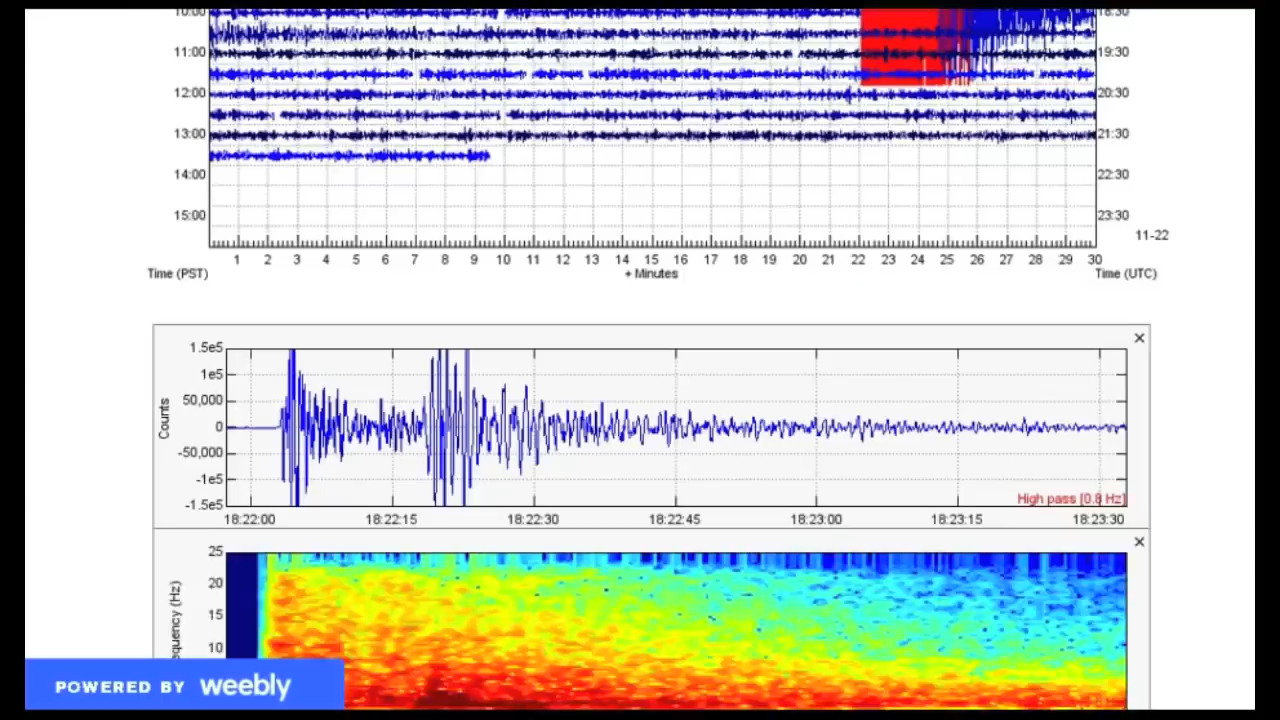 10:00 18:30
11:00 19:30
12:00 20:30
13:00 21:30
14:00 22:30
15:00 23:30
11-22
1 2 3 4 5 6 7 8 9 10 11 12 13 14 15 16 17 18 19 20 21 22 23 24 25 26 27 28 29 30
Time (PST) + Minutes Time (UTC)
1.5e5
1e5
50,000
0
-50,000
-1e5
-1.5e5
Counts
High pass [0.8 Hz]
18:22:00 18:22:15 18:22:30 18:22:45 18:23:00 18:23:15 18:23:30
25
20
15
10
equency (Hz)
POWERED BY weebly